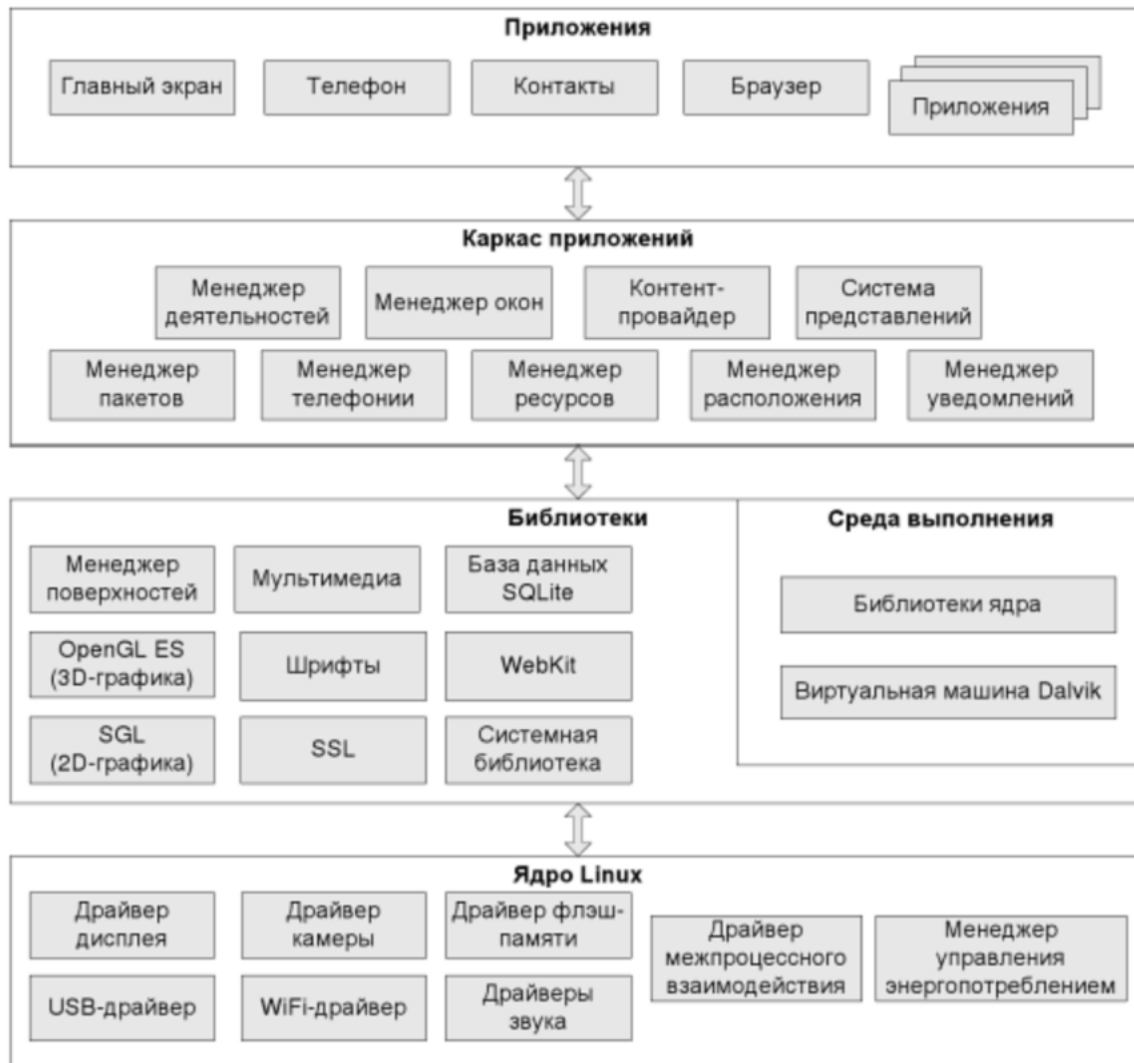 Приложения
Главный экран
Телефон
Контакты
Браузер
Приложения
Каркас приложений
Менеджер
деятельностей
Менеджер окон
Контент-
провайдер
Система
представлений
Менеджер
пакетов
Менеджер
телефонии
Менеджер
ресурсов
Менеджер
расположения
Менеджер
уведомлений
Библиотеки
Менеджер
поверхностей
Мультимедиа
База данных
SQLite
OpenGL ES
(3D-графика)
Шрифты
WebKit
SGL
(2D-графика)
SSL
Системная
библиотека
Среда выполнения
Библиотеки ядра
Виртуальная машина Dalvik
Ядро Linux
Драйвер
дисплея
Драйвер
камеры
Драйвер флэш-
памяти
Драйвер
межпроцессного
взаимодействия
Менеджер
управления
энергопотреблением
USB-драйвер
WiFi-драйвер
Драйверы
звука